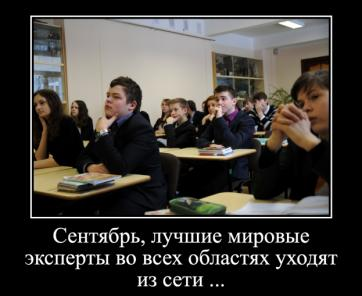 Сентябрь, лучшие мировые
эксперты во всех областях уходят
из сети ...